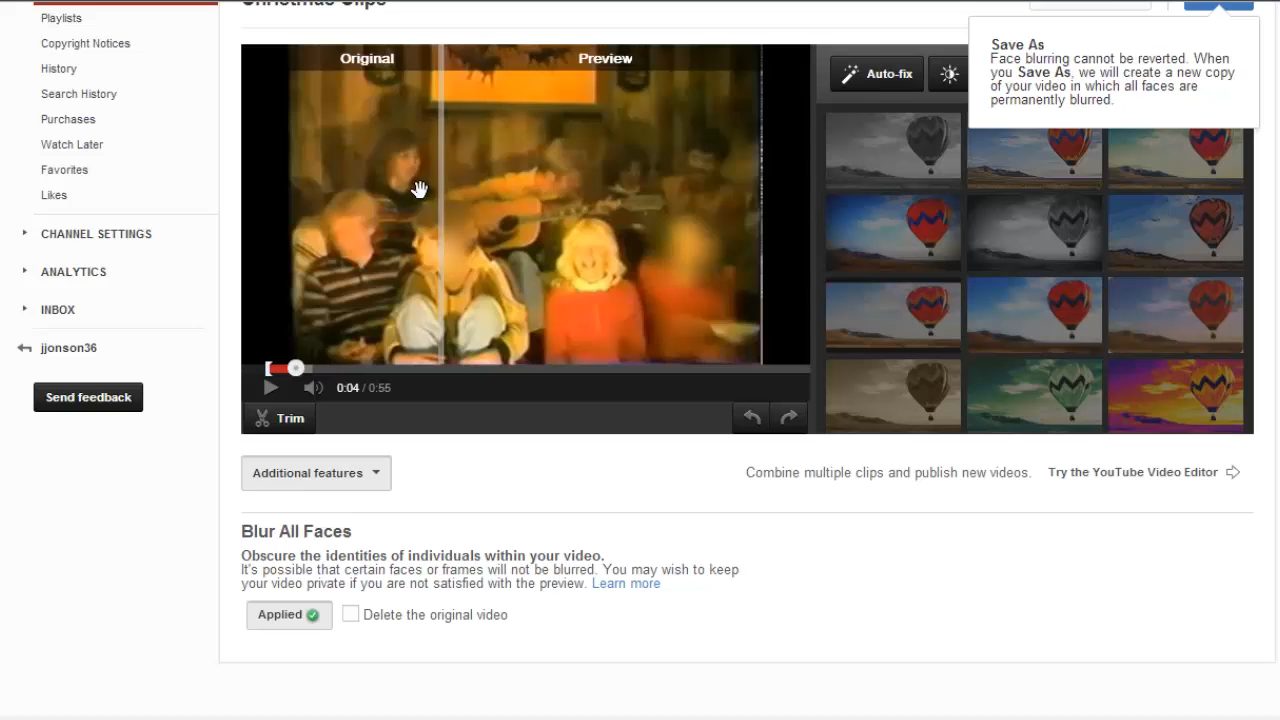 Christmas Clips
Playlists
Copyright Notices
History
Search History
Purchases
Watch Later
Favorites
Likes
CHANNEL SETTINGS
ANALYTICS
INBOX
jjonson36
Send feedback
Original
Preview
0:04 / 0:55
Trim
Auto-fix
Save As
Face blurring cannot be reverted. When
you Save As, we will create a new copy
of your video in which all faces are
permanently blurred.
Additional features
Combine multiple clips and publish new videos.
Try the YouTube Video Editor
Blur All Faces
Obscure the identities of individuals within your video.
It's possible that certain faces or frames will not be blurred. You may wish to keep
your video private if you are not satisfied with the preview. Learn more
Applied
Delete the original video